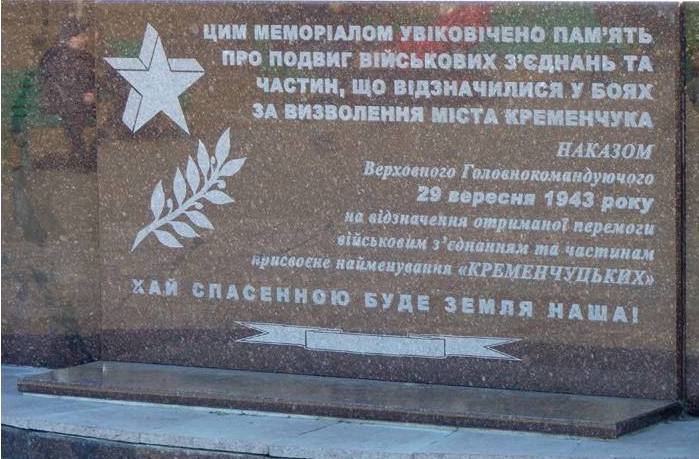 ЦИМ МЕМОРІАЛОМ УВІКОВІЧЕНО ПАМ'ЯТЬ
ПРО ПОДВИГ ВІЙСЬКОВИХ З'ЄДНАНЬ ТА
ЧАСТИН, ЩО ВІДЗНАЧИЛИСЯ У БОЯХ
ЗА ВИЗВОЛЕННЯ МІСТА КРЕМЕНЧУКА
НАКАЗОМ
Верховного Головнокомандуючого
29 вересня 1943 року
на відзначення отриманої перемоги
військовим з'єднанням та частинам
присвоєне найменування «КРЕМЕНЧУЦЬКИХ»
ХАЙ СПАСЕННОЮ БУДЕ ЗЕМЛЯ НАША!